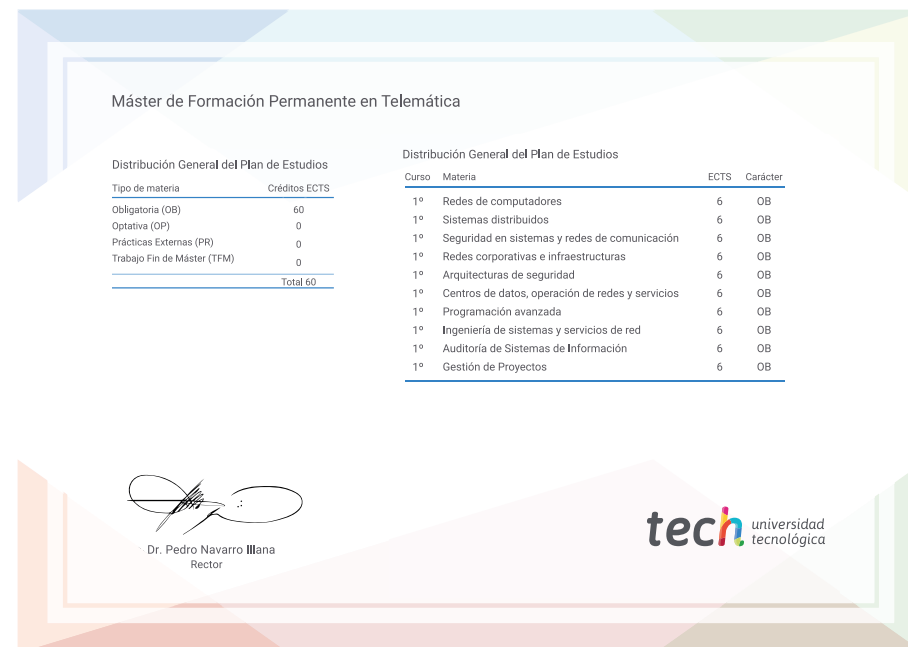 Máster de Formación Permanente en Telemática
Distribución General del Plan de Estudios
Tipo de materia Créditos ECTS
Obligatoria (OB) 60
Optativa (OP) 0
Prácticas Externas (PR) 0
Trabajo Fin de Máster (TFM) 0
Total 60
Distribución General del Plan de Estudios
Curso Materia ECTS Carácter
1º Redes de computadores 6 OB
1º Sistemas distribuidos 6 OB
1º Seguridad en sistemas y redes de comunicación 6 OB
1º Redes corporativas e infraestructuras 6 OB
1º Arquitecturas de seguridad 6 OB
1º Centros de datos, operación de redes y servicios 6 OB
1º Programación avanzada 6 OB
1º Ingeniería de sistemas y servicios de red 6 OB
1º Auditoría de Sistemas de Información 6 OB
1º Gestión de Proyectos 6 OB
Dr. Pedro Navarro Illana
Rector
tech universidad
tecnológica